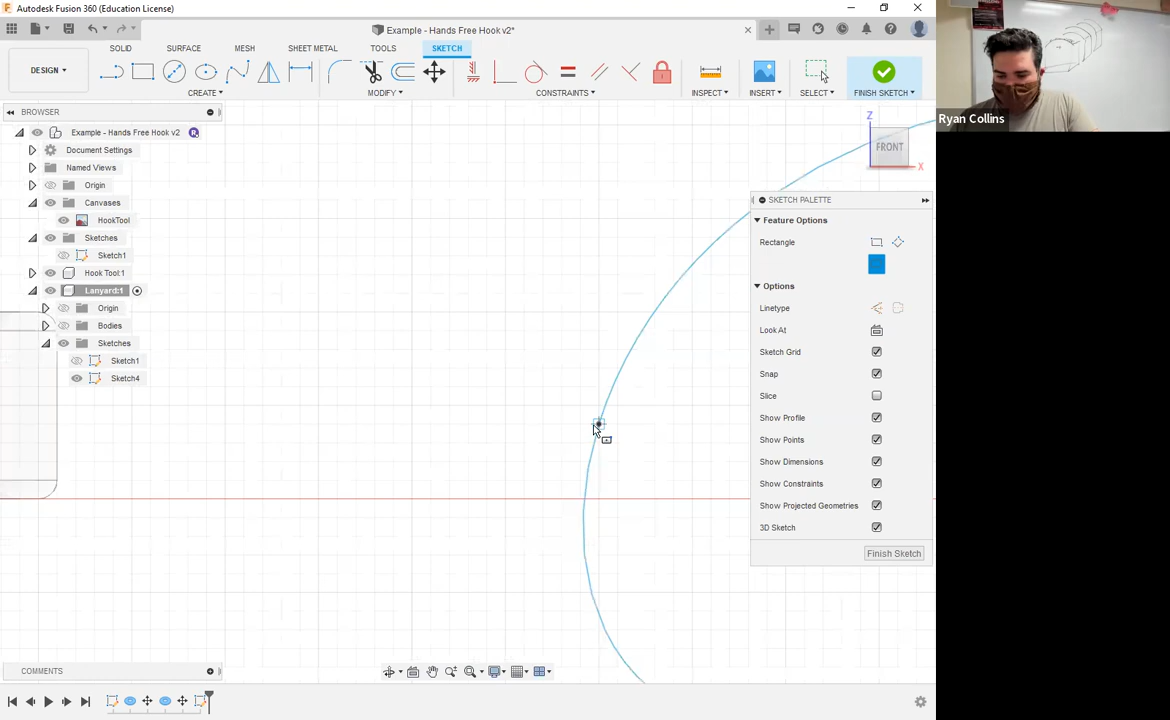 Autodesk Fusion 360 (Education License)
Example - Hands Free Hook v2*
SOLID
SURFACE
MESH
SHEET METAL
TOOLS
SKETCH
DESIGN
CREATE
MODIFY
CONSTRAINTS
INSPECT
INSERT
SELECT
FINISH SKETCH
BROWSER
Example - Hands Free Hook v2
Document Settings
Named Views
Origin
Canvases
HookTool
Sketches
Sketch1
Hook Tool:1
Lanyard:1
Origin
Bodies
Sketches
Sketch1
Sketch4
Z
FRONT
X
SKETCH PALETTE
Feature Options
Rectangle
Options
Linetype
Look At
Sketch Grid
Snap
Slice
Show Profile
Show Points
Show Dimensions
Show Constraints
Show Projected Geometries
3D Sketch
Finish Sketch
COMMENTS
Ryan Collins